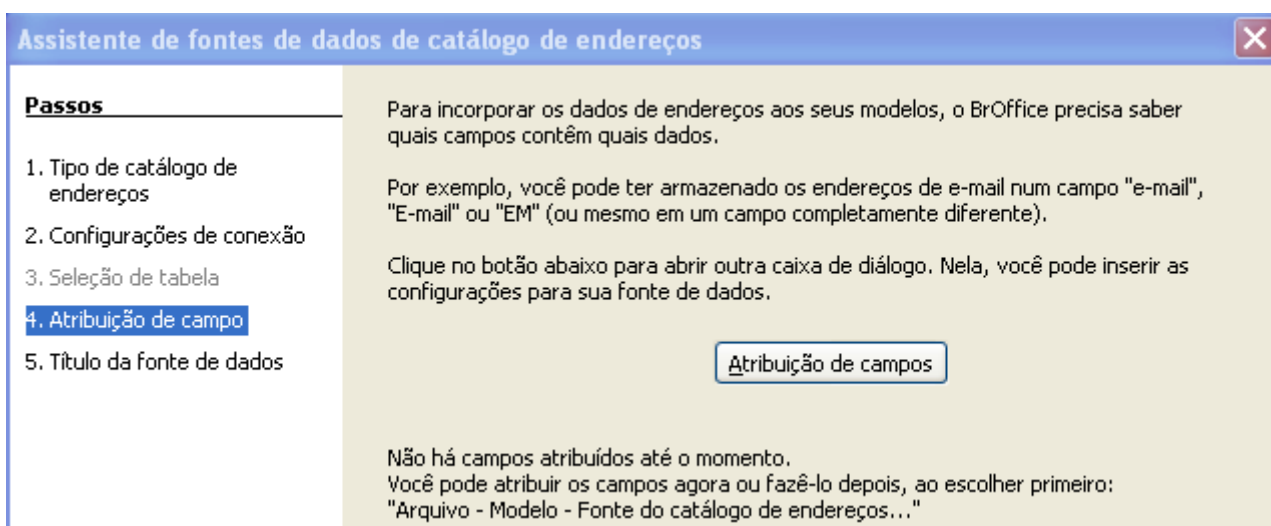 Assistente de fontes de dados de catálogo de endereços
Passos
1. Tipo de catálogo de
endereços
2. Configurações de conexão
3. Seleção de tabela
4. Atribuição de campo
5. Título da fonte de dados
Para incorporar os dados de endereços aos seus modelos, o BrOffice precisa saber
quais campos contêm quais dados.
Por exemplo, você pode ter armazenado os endereços de e-mail num campo "e-mail",
"E-mail" ou "EM" (ou mesmo em um campo completamente diferente).
Clique no botão abaixo para abrir outra caixa de diálogo. Nela, você pode inserir as
configurações para sua fonte de dados.
Atribuição de campos
Não há campos atribuídos até o momento.
Você pode atribuir os campos agora ou fazê-lo depois, ao escolher primeiro:
"Arquivo - Modelo - Fonte do catálogo de endereços..."